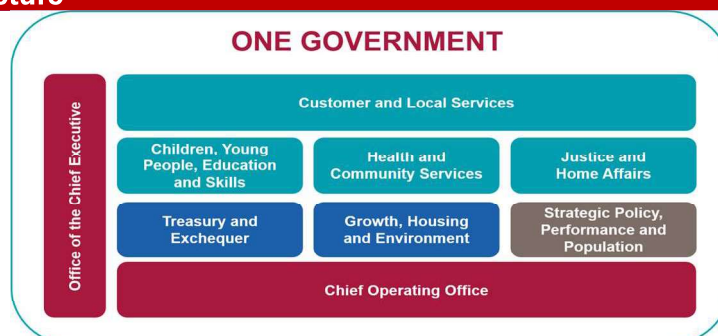 ONE GOVERNMENT
Office of the Chief Executive
Customer and Local Services
Children, Young
People, Education
and Skills
Health and
Community Services
Justice and
Home Affairs
Treasury and
Exchequer
Growth, Housing
and Environment
Strategic Policy,
Performance and
Population
Chief Operating Office